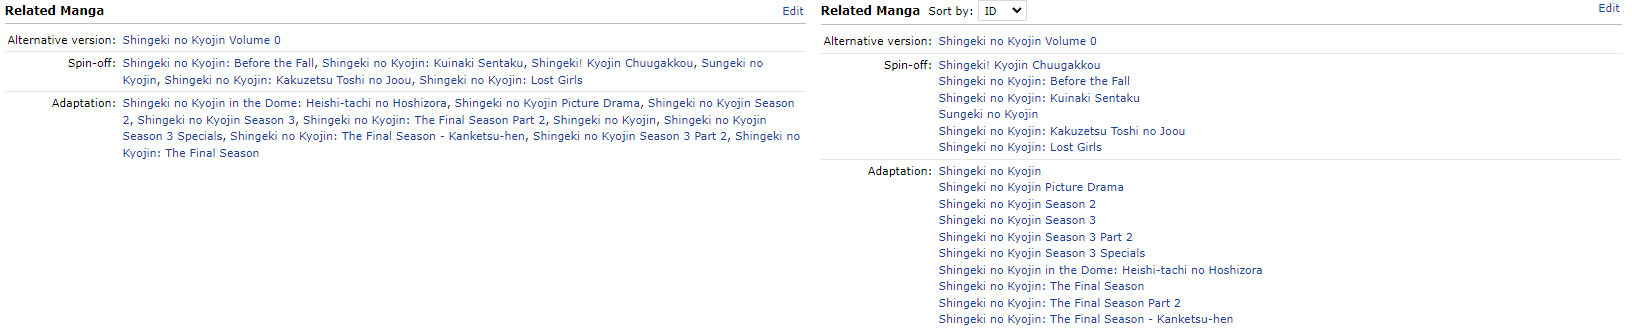 Related Manga Edit
Alternative version: Shingeki no Kyojin Volume 0
Spin-off: Shingeki no Kyojin: Before the Fall, Shingeki no Kyojin: Kuinaki Sentaku, Shingeki! Kyojin Chuugakkou, Sungeki no
Kyojin, Shingeki no Kyojin: Kakuzetsu Toshi no Joou, Shingeki no Kyojin: Lost Girls
Adaptation: Shingeki no Kyojin in the Dome: Heishi-tachi no Hoshizora, Shingeki no Kyojin Picture Drama, Shingeki no Kyojin Season
2, Shingeki no Kyojin Season 3, Shingeki no Kyojin: The Final Season Part 2, Shingeki no Kyojin, Shingeki no Kyojin
Season 3 Specials, Shingeki no Kyojin: The Final Season - Kanketsu-hen, Shingeki no Kyojin Season 3 Part 2, Shingeki no
Kyojin: The Final Season
Related Manga Sort by: ID Edit
Alternative version: Shingeki no Kyojin Volume 0
Spin-off: Shingeki! Kyojin Chuugakkou
Shingeki no Kyojin: Before the Fall
Shingeki no Kyojin: Kuinaki Sentaku
Sungeki no Kyojin
Shingeki no Kyojin: Kakuzetsu Toshi no Joou
Shingeki no Kyojin: Lost Girls
Adaptation: Shingeki no Kyojin
Shingeki no Kyojin Picture Drama
Shingeki no Kyojin Season 2
Shingeki no Kyojin Season 3
Shingeki no Kyojin Season 3 Part 2
Shingeki no Kyojin Season 3 Specials
Shingeki no Kyojin in the Dome: Heishi-tachi no Hoshizora
Shingeki no Kyojin: The Final Season
Shingeki no Kyojin: The Final Season Part 2
Shingeki no Kyojin: The Final Season - Kanketsu-hen